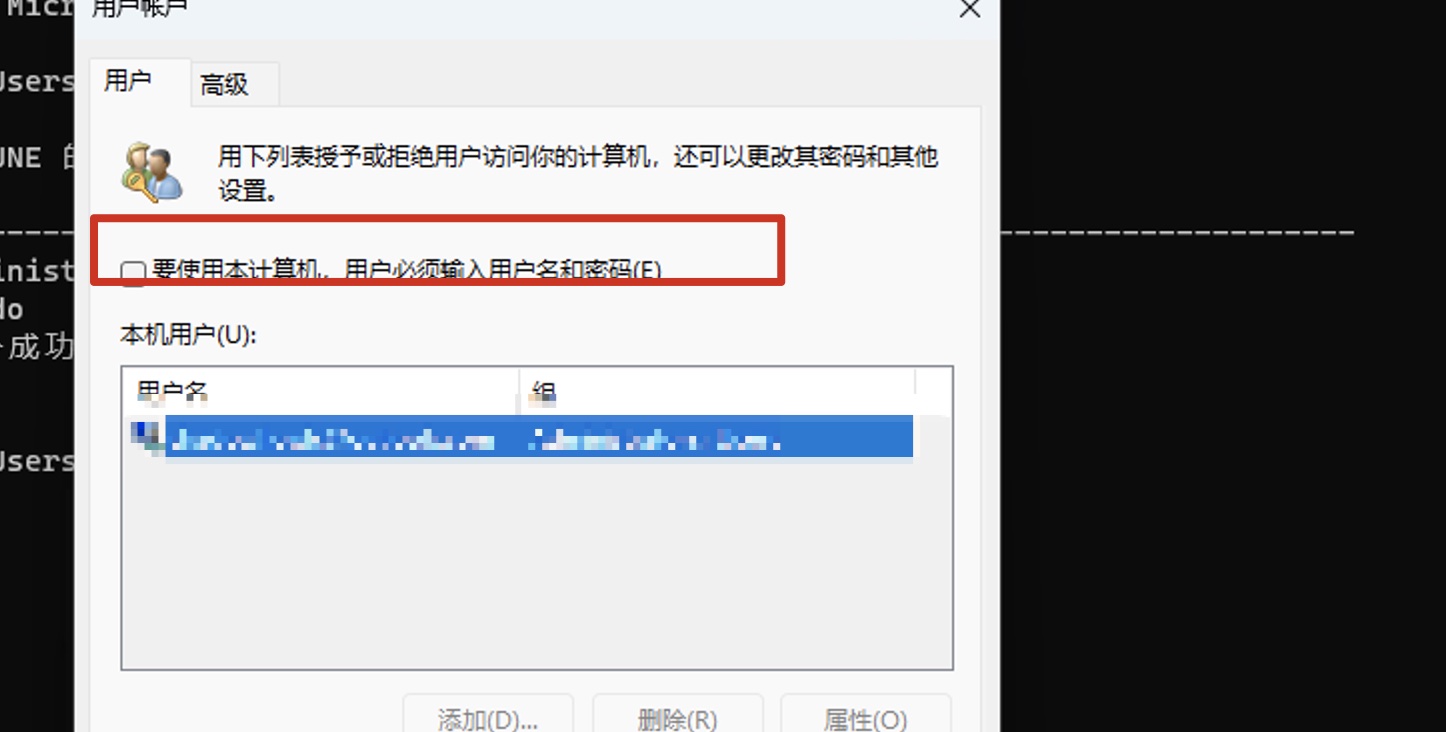 Micr
用户帐户
用户
高级
Users
UNE 的
用下列表授予或拒绝用户访问你的计算机，还可以更改其密码和其他
设置。
--------------------
inist
要使用本计算机，用户必须输入用户名和密码(E)
do
成功
本机用户(U):
用户名
组
Users
添加(D)...
删除(R)
属性(O)